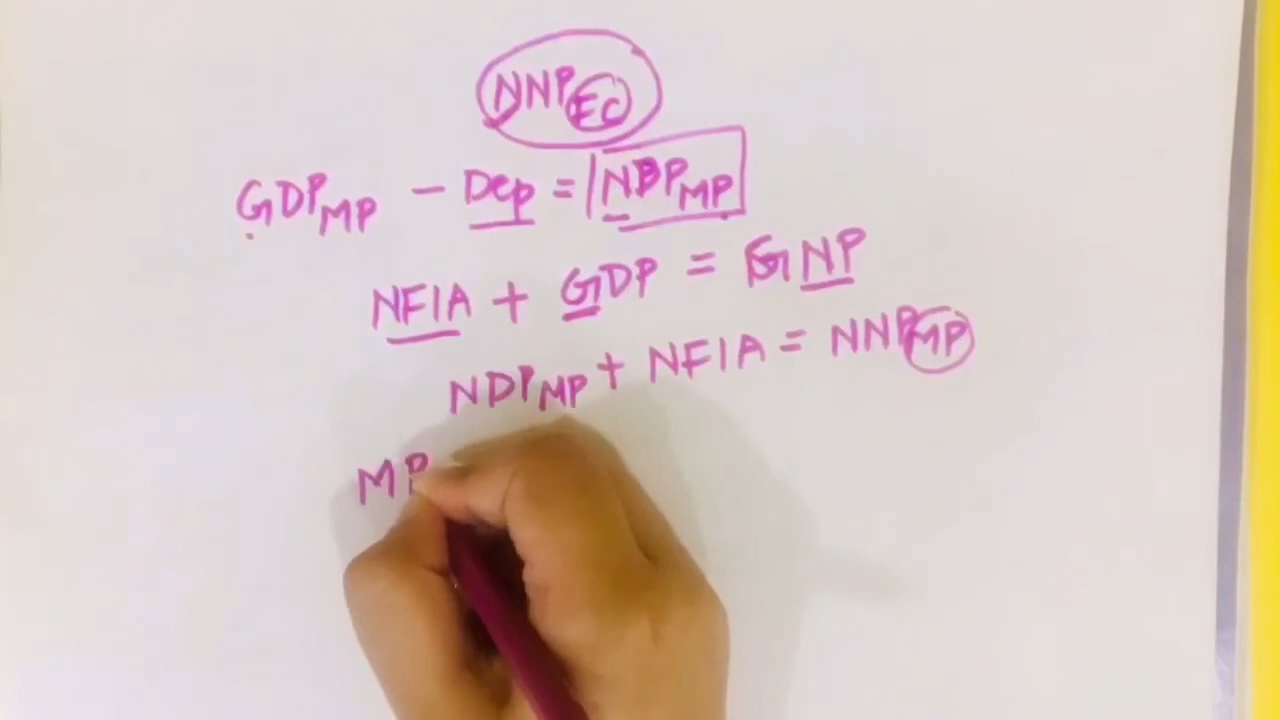 NNP FC
GDP MP - Dep = NDP MP
NFIA + GDP = GNP
NDP MP + NFIA = NNP MP
MP